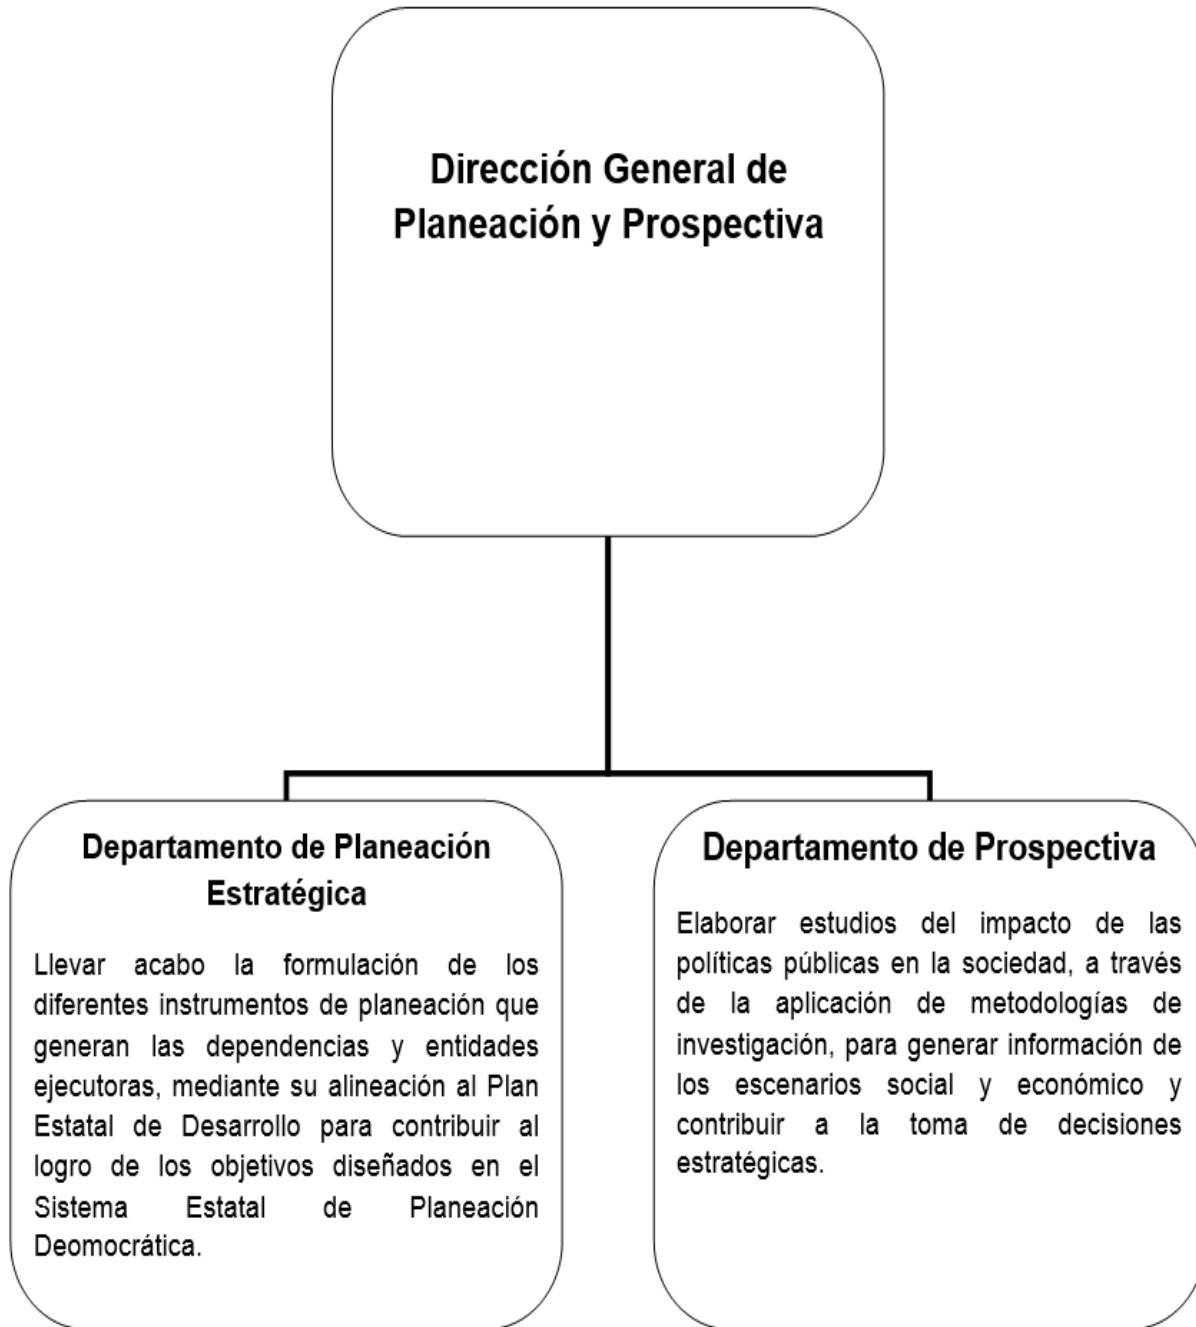 Dirección General de
Planeación y Prospectiva
Departamento de Planeación
Estratégica
Llevar acabo la formulación de los
diferentes instrumentos de planeación que
generan las dependencias y entidades
ejecutoras, mediante su alineación al Plan
Estatal de Desarrollo para contribuir al
logro de los objetivos diseñados en el
Sistema Estatal de Planeación
Deomocrática.
Departamento de Prospectiva
Elaborar estudios del impacto de las
políticas públicas en la sociedad, a través
de la aplicación de metodologías de
investigación, para generar información de
los escenarios social y económico y
contribuir a la toma de decisiones
estratégicas.